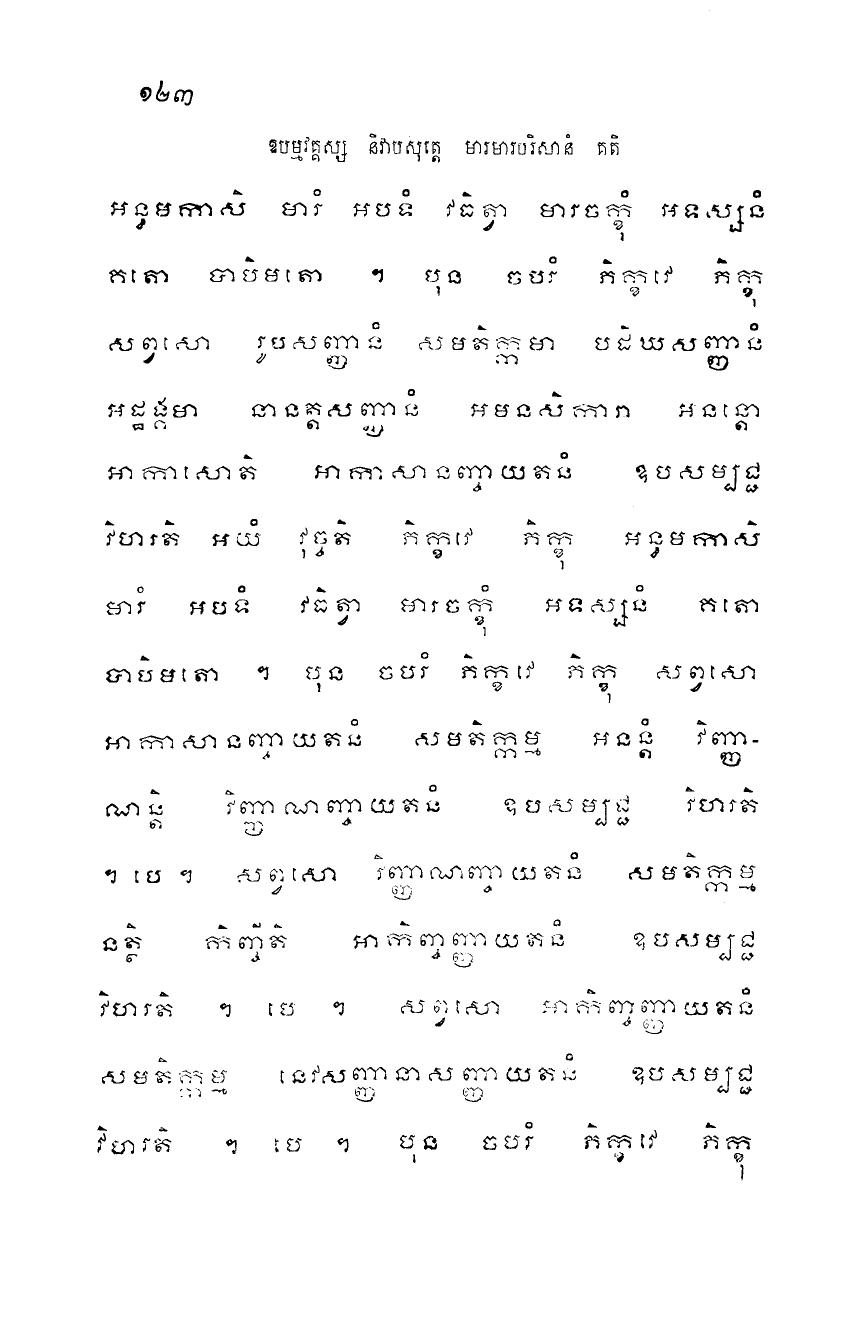 ១២៣
ឱបម្មវគ្គស្ស និវាបសុត្តេ មារមារបរិសានំ គតិ
អន្ធមកាសិ មារំ អបទំ វធិត្វា មារចក្ខុំ អទស្សនំ
គតោ បាបិមតោ ។ បុន ចបរំ ភិក្ខវេ ភិក្ខុ
សព្វសោ រូបសញ្ញានំ សមតិក្កមា បដិឃសញ្ញានំ
អដ្ឋង្គមា នានត្តសញ្ញានំ អមនសិការា អនន្តោ
អាកាសោតិ អាកាសានញ្ចាយតនំ ឧបសម្បជ្ជ
វិហរតិ អយំ វុច្ចតិ ភិក្ខវេ ភិក្ខុ អន្ធមកាសិ
មារំ អបទំ វធិត្វា មារចក្ខុំ អទស្សនំ គតោ
បាបិមតោ ។ បុន ចបរំ ភិក្ខវេ ភិក្ខុ សព្វសោ
អាកាសានញ្ចាយតនំ សមតិក្កម្ម អនន្តំ វិញ្ញា-
ណន្តិ វិញ្ញាណញ្ចាយតនំ ឧបសម្បជ្ជ វិហរតិ
។ បេ ។ សព្វសោ វិញ្ញាណញ្ចាយតនំ សមតិក្កម្ម
នត្ថិ កិញ្ចីតិ អាកិញ្ចញ្ញាយតនំ ឧបសម្បជ្ជ
វិហរតិ ។ បេ ។ សព្វសោ អាកិញ្ចញ្ញាយតនំ
សមតិក្កម្ម នេវសញ្ញានាសញ្ញាយតនំ ឧបសម្បជ្ជ
វិហរតិ ។ បេ ។ បុន ចបរំ ភិក្ខវេ ភិក្ខុ